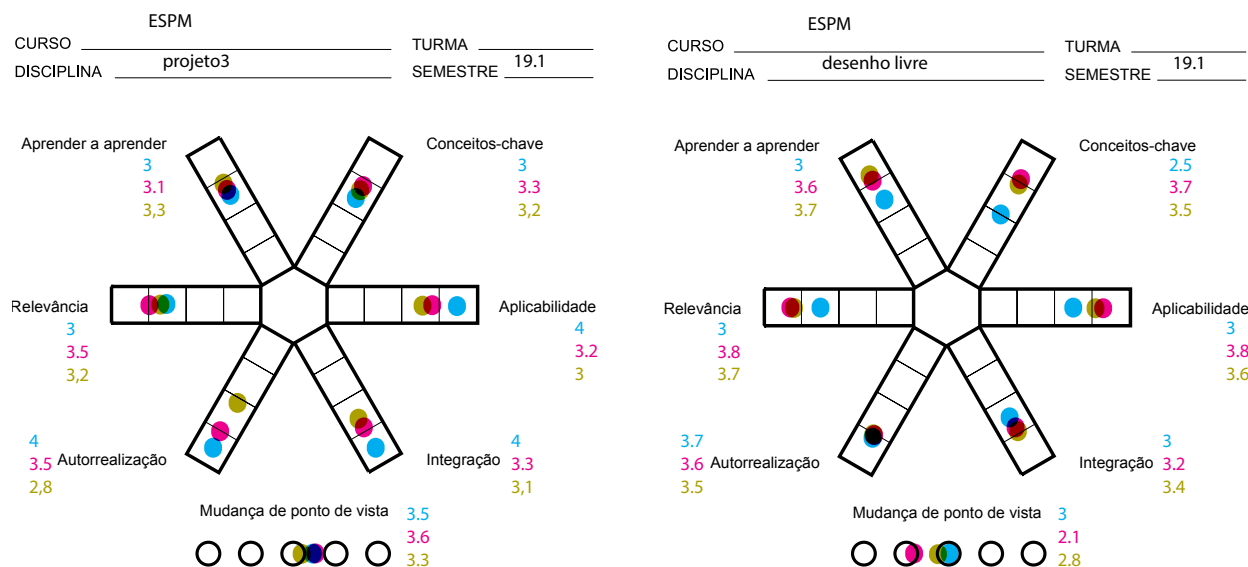 ESPM
CURSO TURMA
projeto3 19.1
DISCIPLINA SEMESTRE
Aprender a aprender
3
3.1
3,3
Conceitos-chave
3
3.3
3,2
Relevância
3
3.5
3,2
Aplicabilidade
4
3.2
3
4
3.5 Autorrealização
2,8
Integração
4
3.3
3,1
Mudança de ponto de vista
3.5
3.6
3.3
ESPM
CURSO TURMA
desenho livre 19.1
DISCIPLINA SEMESTRE
Aprender a aprender
3
3.6
3.7
Conceitos-chave
2.5
3.7
3.5
Relevância
3
3.8
3.7
Aplicabilidade
3
3.8
3.6
3.7
3.6 Autorrealização
3.5
Integração
3
3.2
3.4
Mudança de ponto de vista
3
2.1
2.8